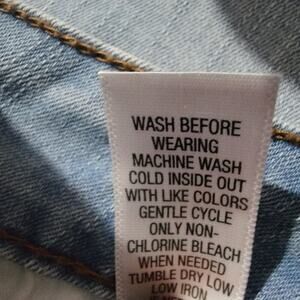 WASH BEFORE
WEARING
MACHINE WASH
COLD INSIDE OUT
WITH LIKE COLORS
GENTLE CYCLE
ONLY NON-
CHLORINE BLEACH
WHEN NEEDED
TUMBLE DRY LOW
LOW IRON